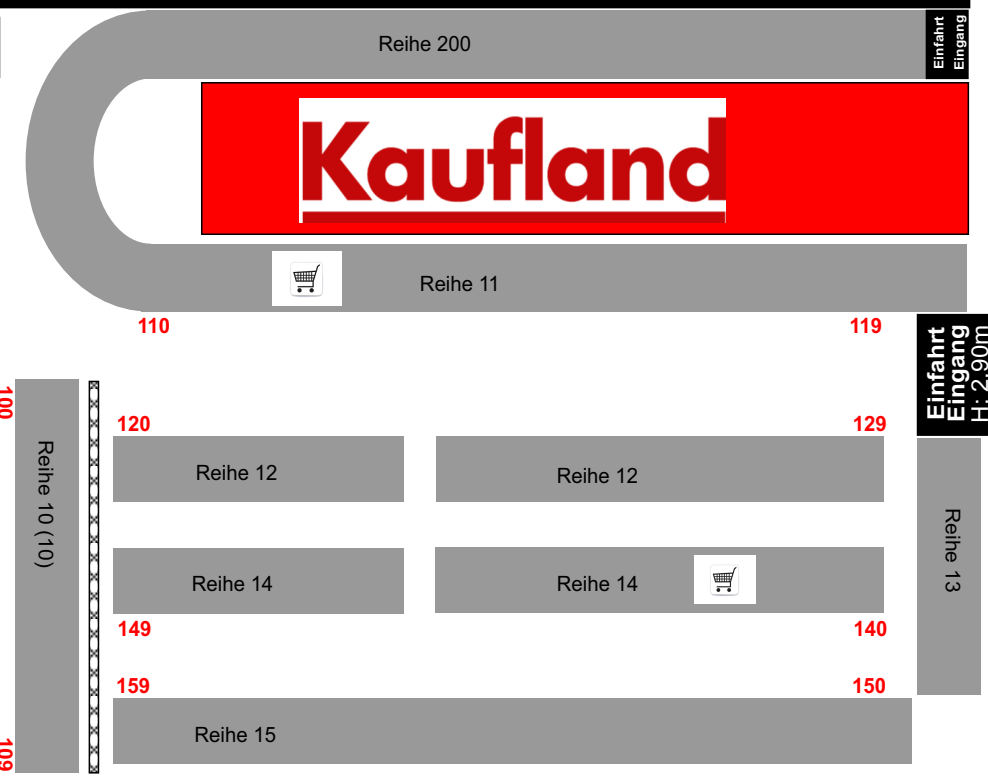 Reihe 200
Einfahrt
Eingang
Kaufland
Reihe 11
110
119
Einfahrt
Eingang
H: 2,90m
100
120
129
Reihe 10 (10)
Reihe 12
Reihe 12
Reihe 13
Reihe 14
Reihe 14
149
140
159
150
Reihe 15
109